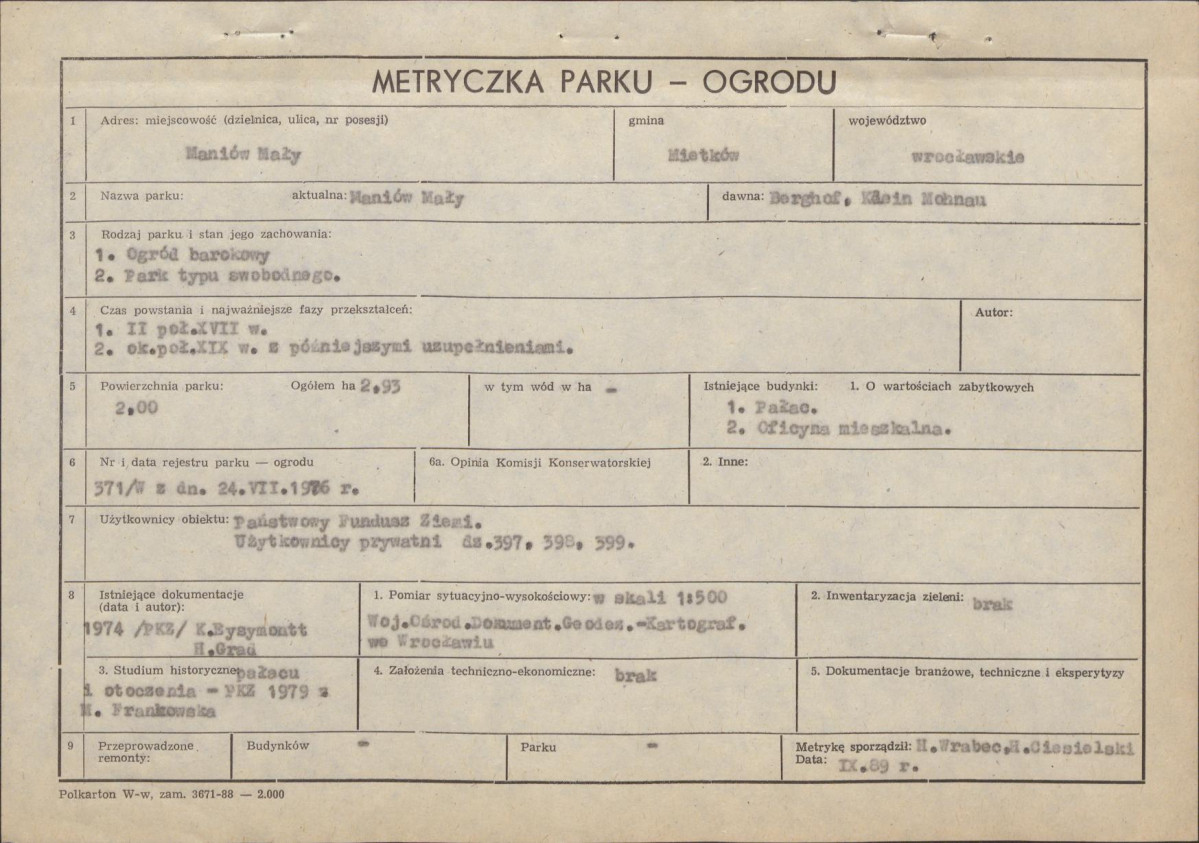 METRYCZKA PARKU — OGRODU
1 Adres: miejscowość (dzielnica, ulica, nr posesji) gmina województwo
Maniów Mały Mietków wrocławskie
2 Nazwa parku: aktualna: Maniów Mały dawna: Berghof, Klein Mohnau
3 Rodzaj parku i stan jego zachowania:
1. Ogród barokowy
2. Park typu swobodnego.
4 Czas powstania i najważniejsze fazy przekształceń: Autor:
1. II poł.XVII w.
2. ok.poł.XIX w. z późniejszymi uzupełnieniami.
5 Powierzchnia parku: Ogółem ha 2,93 w tym wód w ha — Istniejące budynki: 1. O wartościach zabytkowych
2,00 1. Pałac.
2. Oficyna mieszkalna.
6 Nr i data rejestru parku — ogrodu 6a. Opinia Komisji Konserwatorskiej 2. Inne:
371/W z dn. 24.VII.1976 r.
7 Użytkownicy obiektu: Państwowy Fundusz Ziemi.
Użytkownicy prywatni dz.397, 398, 399.
8 Istniejące dokumentacje (data i autor): 1. Pomiar sytuacyjno-wysokościowy: w skali 1:500 2. Inwentaryzacja zieleni: brak
1974 /PKZ/ K.Eysymontt Woj.Ośrod.Dokument.Geodez.-Kartograf.
H.Grad we Wrocławiu
3. Studium historyczne pałacu 4. Założenia techniczno-ekonomiczne: brak 5. Dokumentacje branżowe, techniczne i eksperytyzy
i otoczenia - PKZ 1979 z
M. Frankowska
9 Przeprowadzone remonty: Budynków — Parku — Metrykę sporządził: H.Wrabec,H.Ciesielski
Data: IX.89 r.
Polkarton W-w, zam. 3671-88 — 2.000